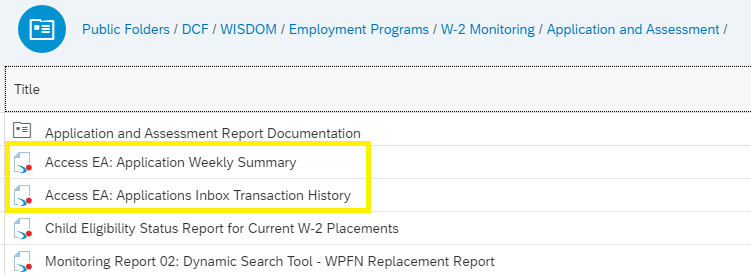 Public Folders / DCF / WISDOM / Employment Programs / W-2 Monitoring / Application and Assessment /
Title
Application and Assessment Report Documentation
Access EA: Application Weekly Summary
Access EA: Applications Inbox Transaction History
Child Eligibility Status Report for Current W-2 Placements
Monitoring Report 02: Dynamic Search Tool - WPFN Replacement Report